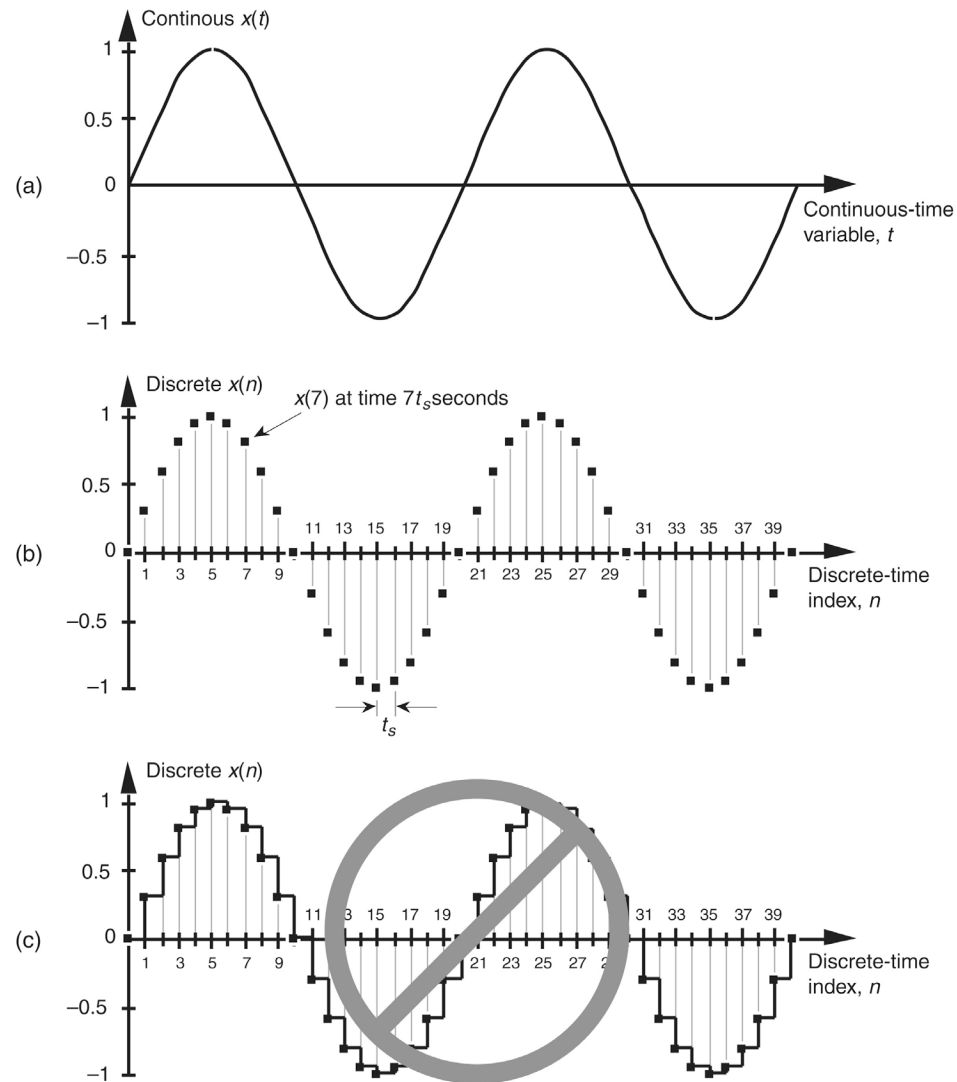 Continous x(t)
1
0.5
(a)
0
Continuous-time
variable, t
−0.5
−1
Discrete x(n)
x(7) at time 7tsseconds
1
0.5
11 13 15 17 19 31 33 35 37 39
(b)
0
1 3 5 7 9 21 23 25 27 29
Discrete-time
index, n
−0.5
−1
ts
Discrete x(n)
1
0.5
11 3 15 17 19 31 33 35 37 39
(c)
0
1 3 5 7 9 21 23 25 27 2
Discrete-time
index, n
−0.5
−1